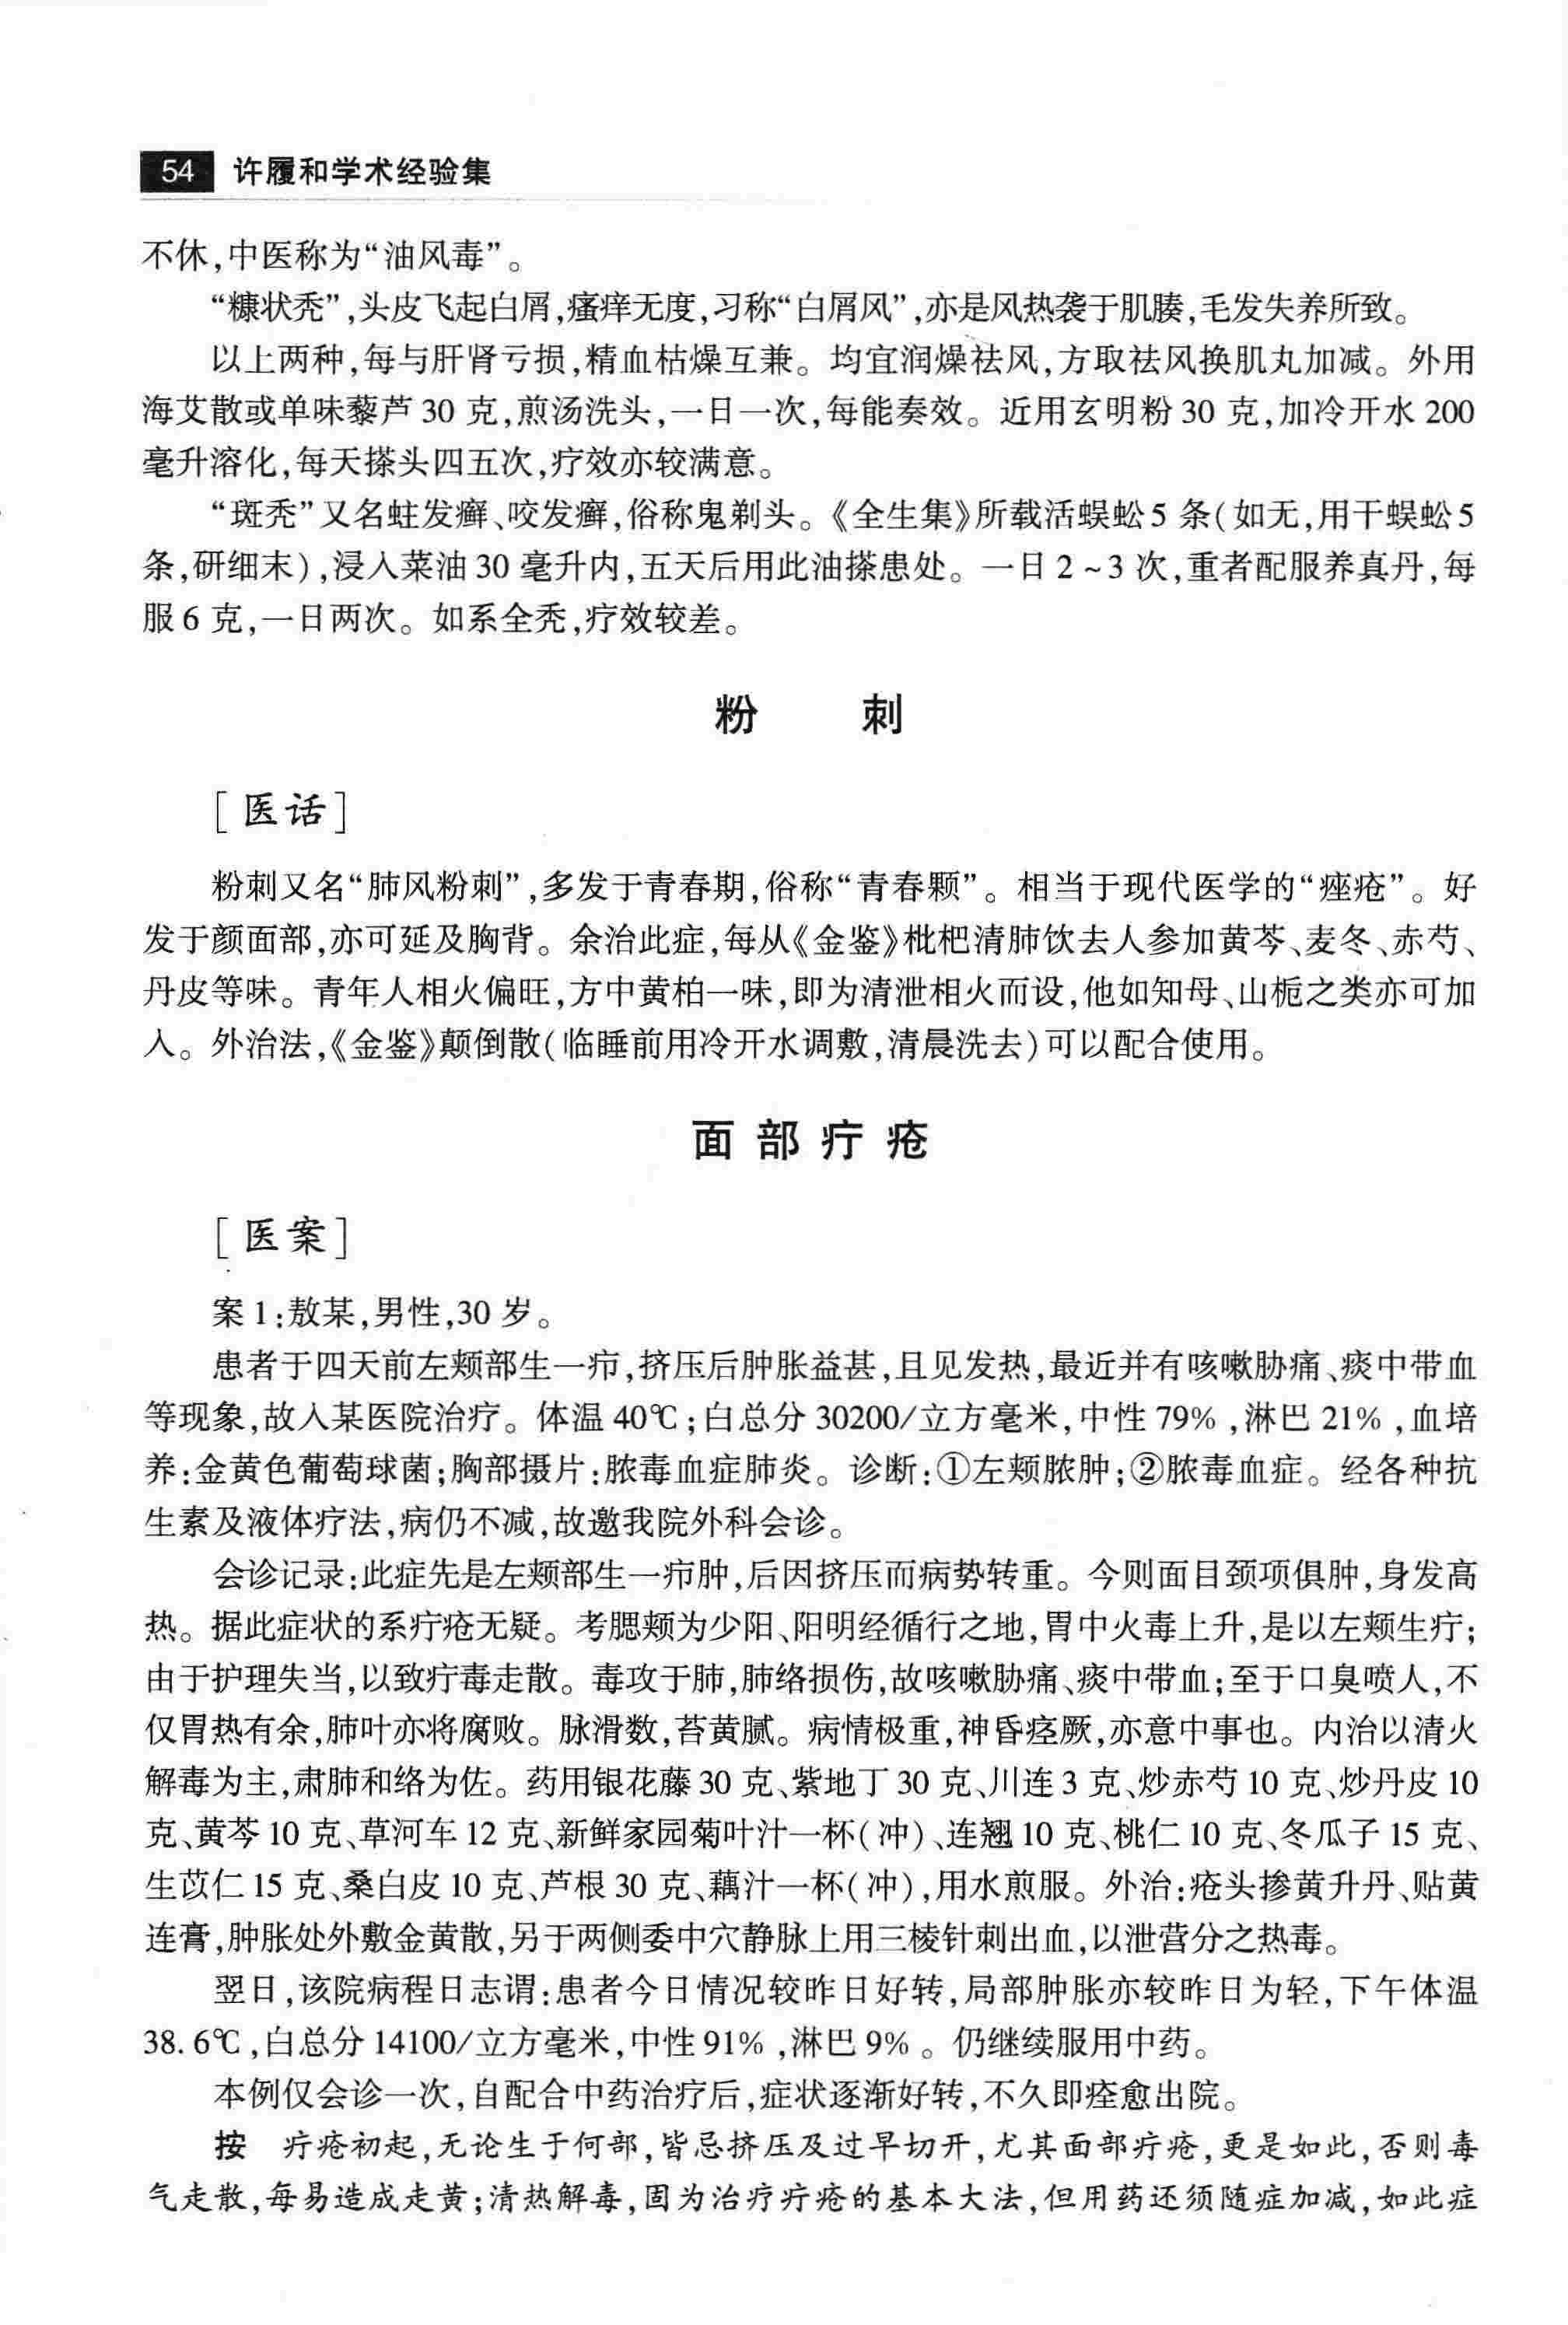 54 许履和学术经验集
不休,中医称为“油风毒”。
“糠状秃”,头皮飞起白屑,瘙痒无度,习称“白屑风”,亦是风热袭于肌腠,毛发失养所致。
以上两种,每与肝肾亏损,精血枯燥互兼。均宜润燥祛风,方取祛风换肌丸加减。外用
海艾散或单味藜芦 30 克,煎汤洗头,一日一次,每能奏效。近用玄明粉 30 克,加冷开水 200
毫升溶化,每天搽头四五次,疗效亦较满意。
“斑秃”又名蛀发癣、咬发癣,俗称鬼剃头。《全生集》所载活蜈蚣 5 条(如无,用干蜈蚣 5
条,研细末),浸入菜油 30 毫升内,五天后用此油搽患处。一日 2~3 次,重者配服养真丹,每
服 6 克,一日两次。如系全秃,疗效较差。
粉 刺
[医话]
粉刺又名“肺风粉刺”,多发于青春期,俗称“青春颗”。相当于现代医学的“痤疮”。好
发于颜面部,亦可延及胸背。余治此症,每从《金鉴》枇杷清肺饮去人参加黄芩、麦冬、赤芍、
丹皮等味。青年人相火偏旺,方中黄柏一味,即为清泄相火而设,他如知母、山栀之类亦可加
入。外治法,《金鉴》颠倒散(临睡前用冷开水调敷,清晨洗去)可以配合使用。
面部疔疮
[医案]
案 1:敖某,男性,30 岁。
患者于四天前左颊部生一疖,挤压后肿胀益甚,且见发热,最近并有咳嗽胁痛、痰中带血
等现象,故入某医院治疗。体温 40℃;白总分 30200/立方毫米,中性 79%,淋巴 21%,血培
养:金黄色葡萄球菌;胸部摄片:脓毒血症肺炎。诊断:①左颊脓肿;②脓毒血症。经各种抗
生素及液体疗法,病仍不减,故邀我院外科会诊。
会诊记录:此症先是左颊部生一疖肿,后因挤压而病势转重。今则面目颈项俱肿,身发高
热。据此症状的系疔疮无疑。考腮颊为少阳、阳明经循行之地,胃中火毒上升,是以左颊生疔;
由于护理失当,以致疔毒走散。毒攻于肺,肺络损伤,故咳嗽胁痛、痰中带血;至于口臭喷人,不
仅胃热有余,肺叶亦将腐败。脉滑数,苔黄腻。病情极重,神昏痉厥,亦意中事也。内治以清火
解毒为主,肃肺和络为佐。药用银花藤 30 克、紫地丁 30 克、川连 3 克、炒赤芍 10 克、炒丹皮 10
克、黄芩 10 克、草河车 12 克、新鲜家园菊叶汁一杯(冲)、连翘 10 克、桃仁 10 克、冬瓜子 15 克、
生苡仁 15 克、桑白皮 10 克、芦根 30 克、藕汁一杯(冲),用水煎服。外治:疮头掺黄升丹、贴黄
连膏,肿胀处外敷金黄散,另于两侧委中穴静脉上用三棱针刺出血,以泄营分之热毒。
翌日,该院病程日志谓:患者今日情况较昨日好转,局部肿胀亦较昨日为轻,下午体温
38.6℃,白总分 14100/立方毫米,中性 91%,淋巴 9%。仍继续服用中药。
本例仅会诊一次,自配合中药治疗后,症状逐渐好转,不久即痊愈出院。
按 疔疮初起,无论生于何部,皆忌挤压及过早切开,尤其面部疔疮,更是如此,否则毒
气走散,每易造成走黄;清热解毒,固为治疗疔疮的基本大法,但用药还须随症加减,如此症